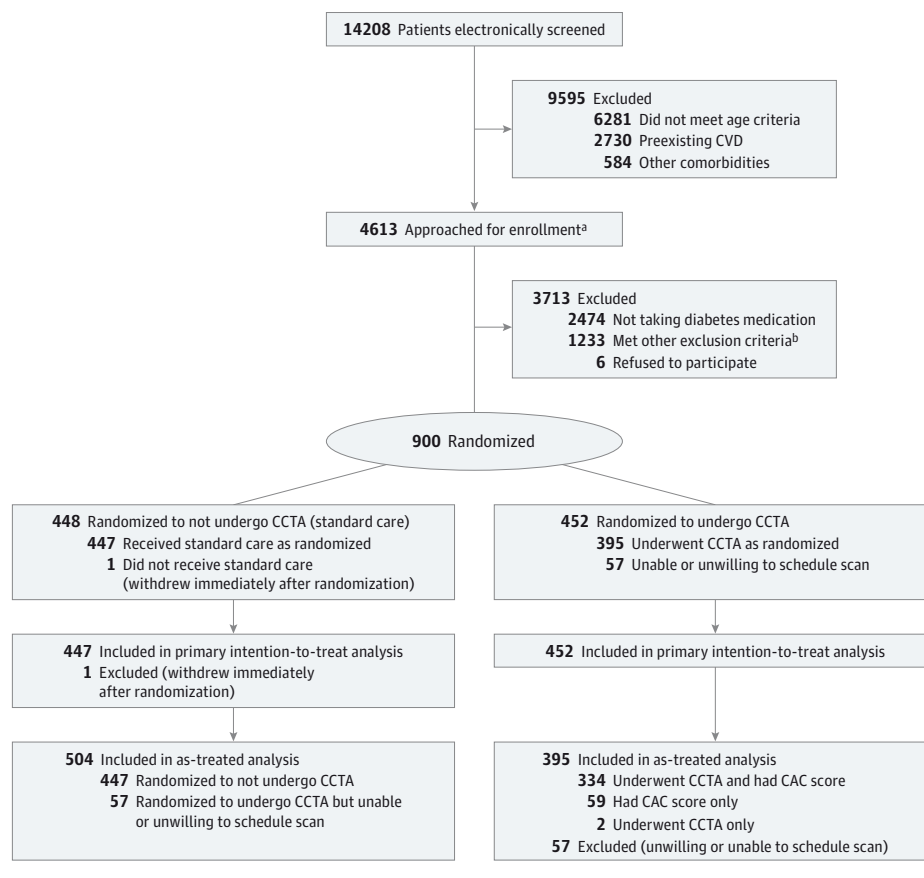 14208 Patients electronically screened
9595 Excluded
6281 Did not meet age criteria
2730 Preexisting CVD
584 Other comorbidities
4613 Approached for enrollmentᵃ
3713 Excluded
2474 Not taking diabetes medication
1233 Met other exclusion criteriaᵇ
6 Refused to participate
900 Randomized
448 Randomized to not undergo CCTA (standard care)
447 Received standard care as randomized
1 Did not receive standard care
(withdrew immediately after randomization)
452 Randomized to undergo CCTA
395 Underwent CCTA as randomized
57 Unable or unwilling to schedule scan
447 Included in primary intention-to-treat analysis
1 Excluded (withdrew immediately
after randomization)
452 Included in primary intention-to-treat analysis
504 Included in as-treated analysis
447 Randomized to not undergo CCTA
57 Randomized to undergo CCTA but unable
or unwilling to schedule scan
395 Included in as-treated analysis
334 Underwent CCTA and had CAC score
59 Had CAC score only
2 Underwent CCTA only
57 Excluded (unwilling or unable to schedule scan)